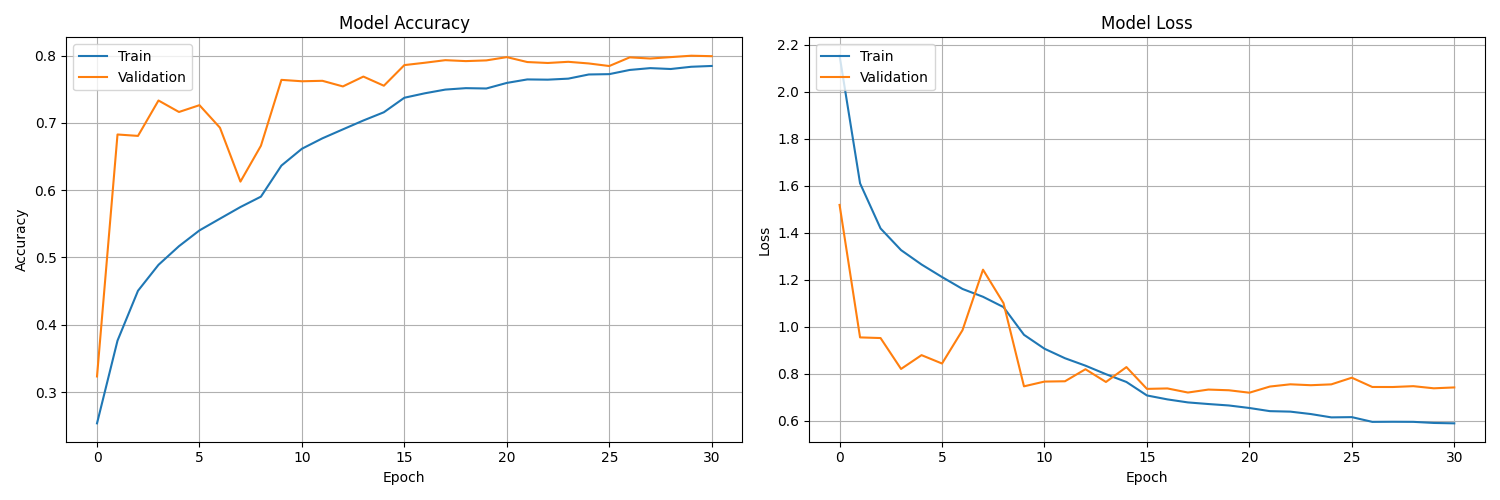 Model Accuracy
Train
Validation
0.8
0.7
0.6
0.5
0.4
0.3
Accuracy
0 5 10 15 20 25 30
Epoch
Model Loss
Train
Validation
2.2
2.0
1.8
1.6
1.4
1.2
1.0
0.8
0.6
Loss
0 5 10 15 20 25 30
Epoch